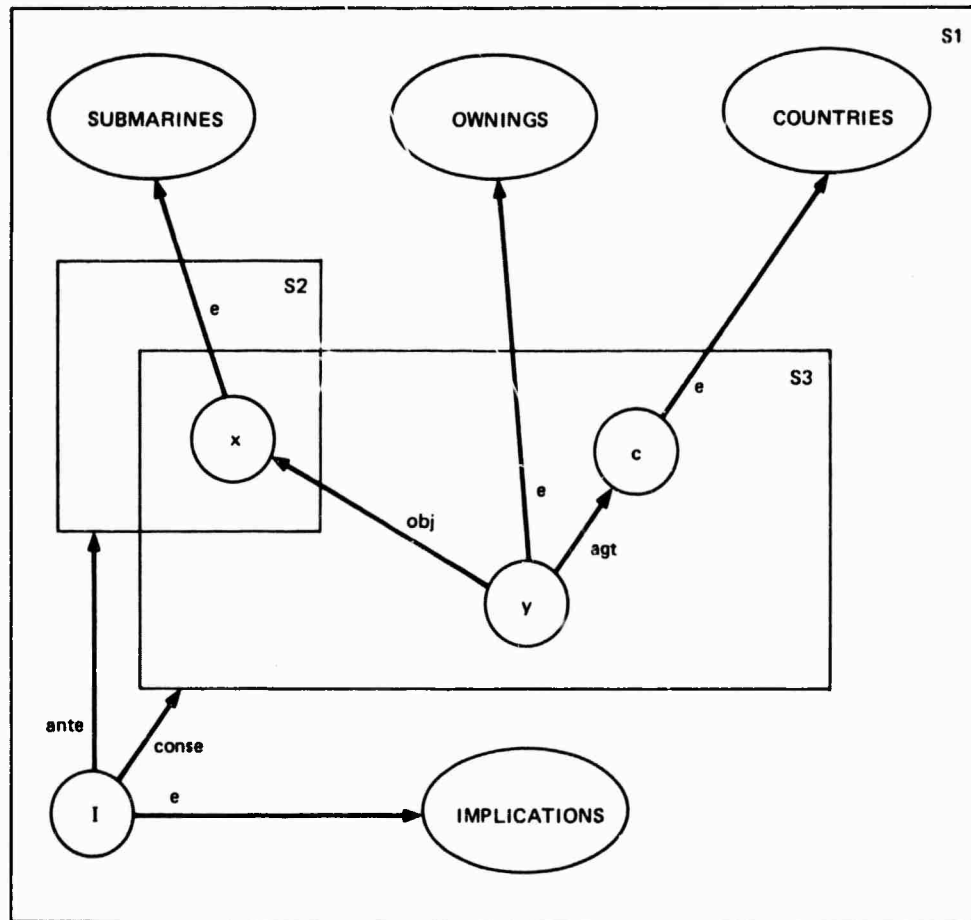 S1
SUBMARINES
OWNINGS
COUNTRIES
S2
e
S3
e
x
c
e
obj
agt
y
ante
conse
e
I
IMPLICATIONS